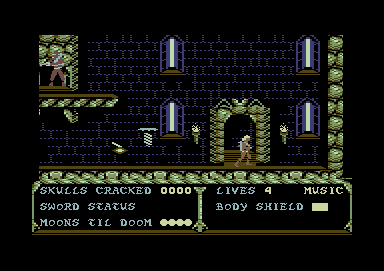 SKULLS CRACKED 0000 LIVES 4 MUSIC
SWORD STATUS BODY SHIELD
MOONS TIL DOOM